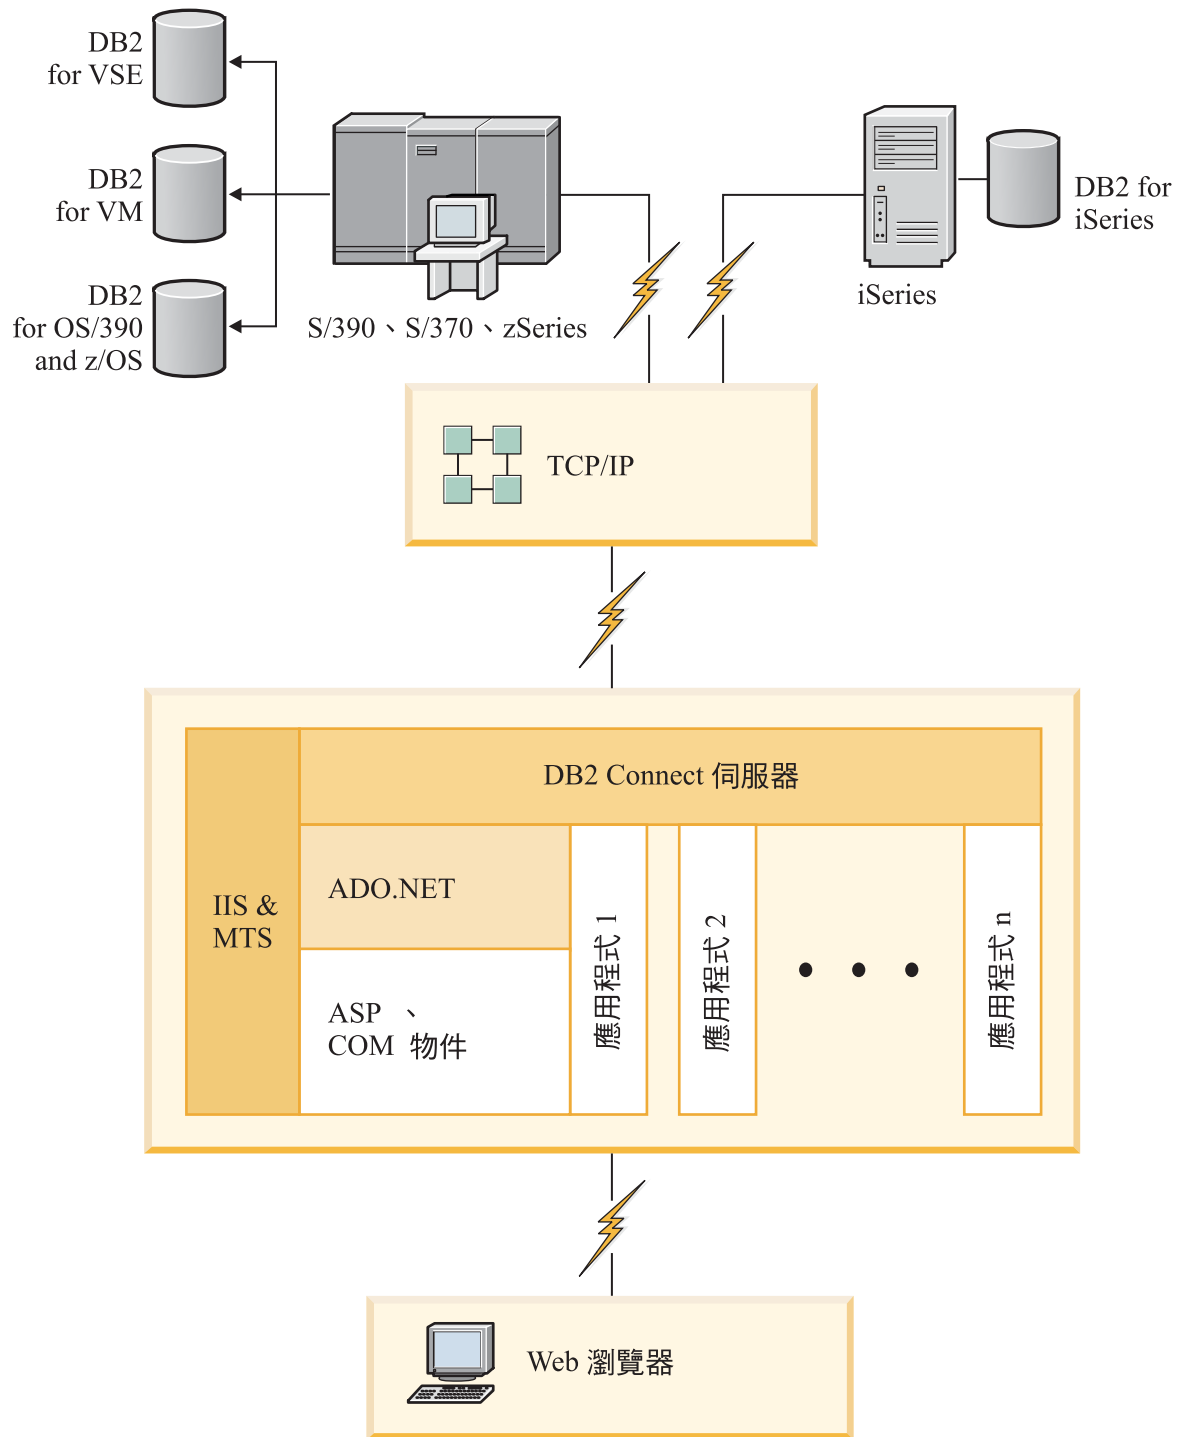 DB2
for VSE
DB2
for VM
DB2
for OS/390
and z/OS
S/390、S/370、zSeries
DB2 for
iSeries
iSeries
TCP/IP
DB2 Connect 伺服器
IIS &
MTS
ADO.NET
ASP 、
COM 物件
應用程式 1
應用程式 2
• • •
應用程式 n
Web 瀏覽器